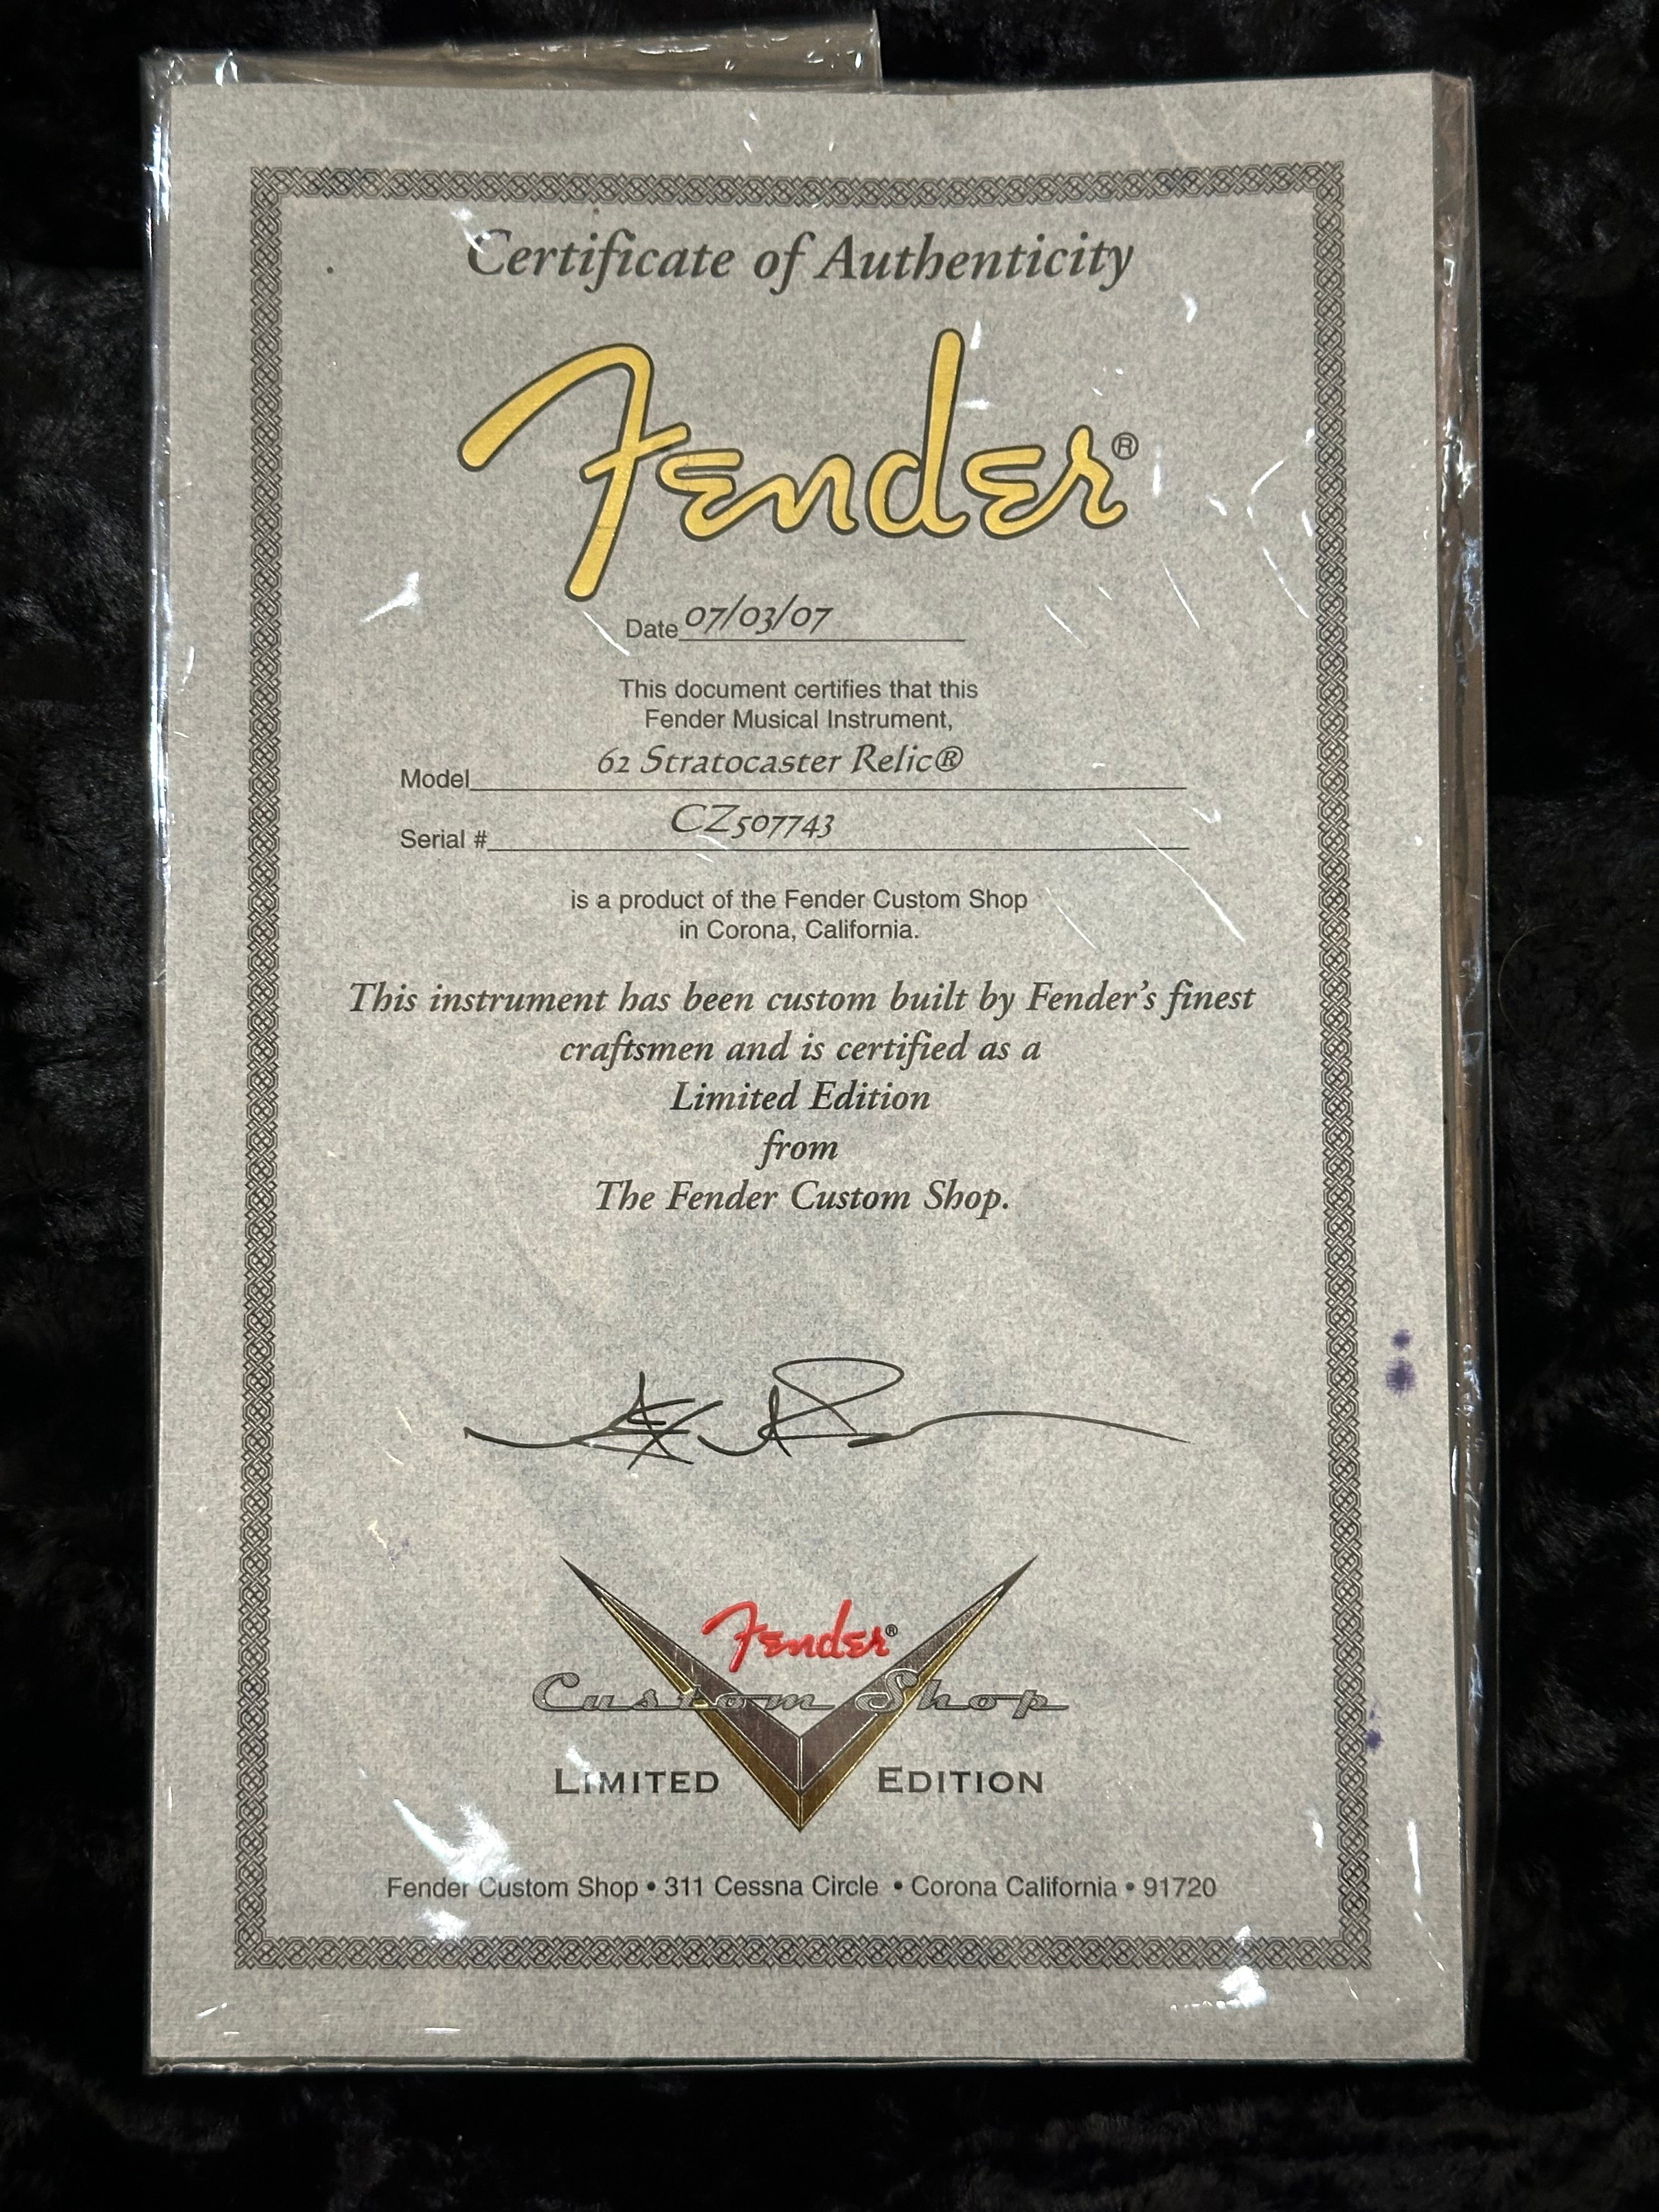 Certificate of Authenticity
Fender®
Date 07/03/07
This document certifies that this
Fender Musical Instrument,
Model 62 Stratocaster Relic®
Serial # CZ507743
is a product of the Fender Custom Shop
in Corona, California.
This instrument has been custom built by Fender's finest
craftsmen and is certified as a
Limited Edition
from
The Fender Custom Shop.
Fender®
Custom Shop
LIMITED EDITION
Fender Custom Shop • 311 Cessna Circle • Corona California • 91720